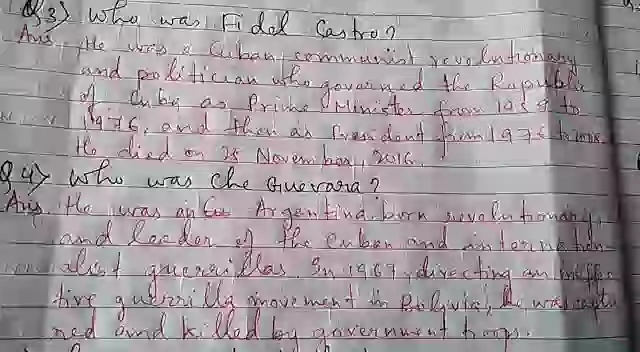 Q3) Who was Fidel Castro?
Ans. He was a Cuban communist revolutionary
and politician who governed the Republic
of Cuba as Prime Minister from 1959 to
1976, and then as President from 1976 to
He died on 25 November, 2016.
Q4) Who was Che Guevara?
Ans. He was an Argentina born revolutionary,
and leader of the Cuban and internation
alist guerrillas. In 1967, directing an ineffec
tive guerrilla movement in Bolivia, he was captu
red and killed by government troops.